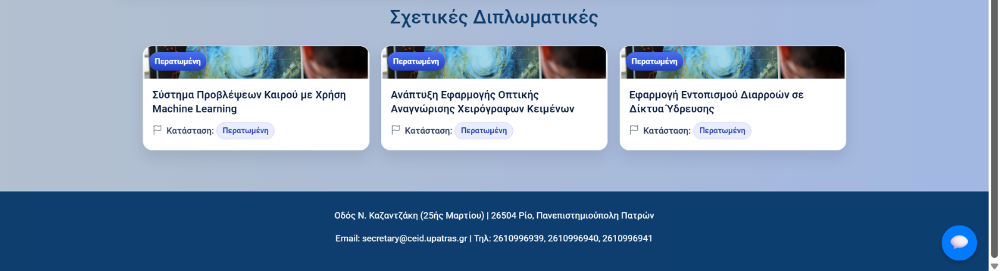 Σχετικές Διπλωματικές
Περατωμένη
Σύστημα Προβλέψεων Καιρού με Χρήση
Machine Learning
Κατάσταση: Περατωμένη
Περατωμένη
Ανάπτυξη Εφαρμογής Οπτικής
Αναγνώρισης Χειρόγραφων Κειμένων
Κατάσταση: Περατωμένη
Περατωμένη
Εφαρμογή Εντοπισμού Διαρροών σε
Δίκτυα Ύδρευσης
Κατάσταση: Περατωμένη
Οδός Ν. Καζαντζάκη (25ής Μαρτίου) | 26504 Ρίο, Πανεπιστημιούπολη Πατρών
Email: secretary@ceid.upatras.gr | Τηλ: 2610996939, 2610996940, 2610996941